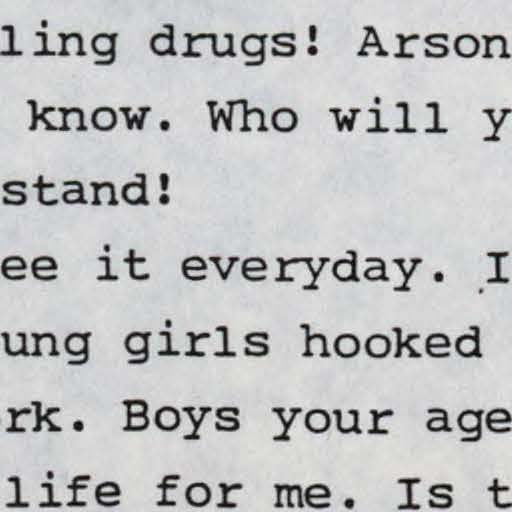 ling drugs! Arson
know. Who will y
stand!
ee it everyday. I
ung girls hooked
rk. Boys your age
life for me. Is t